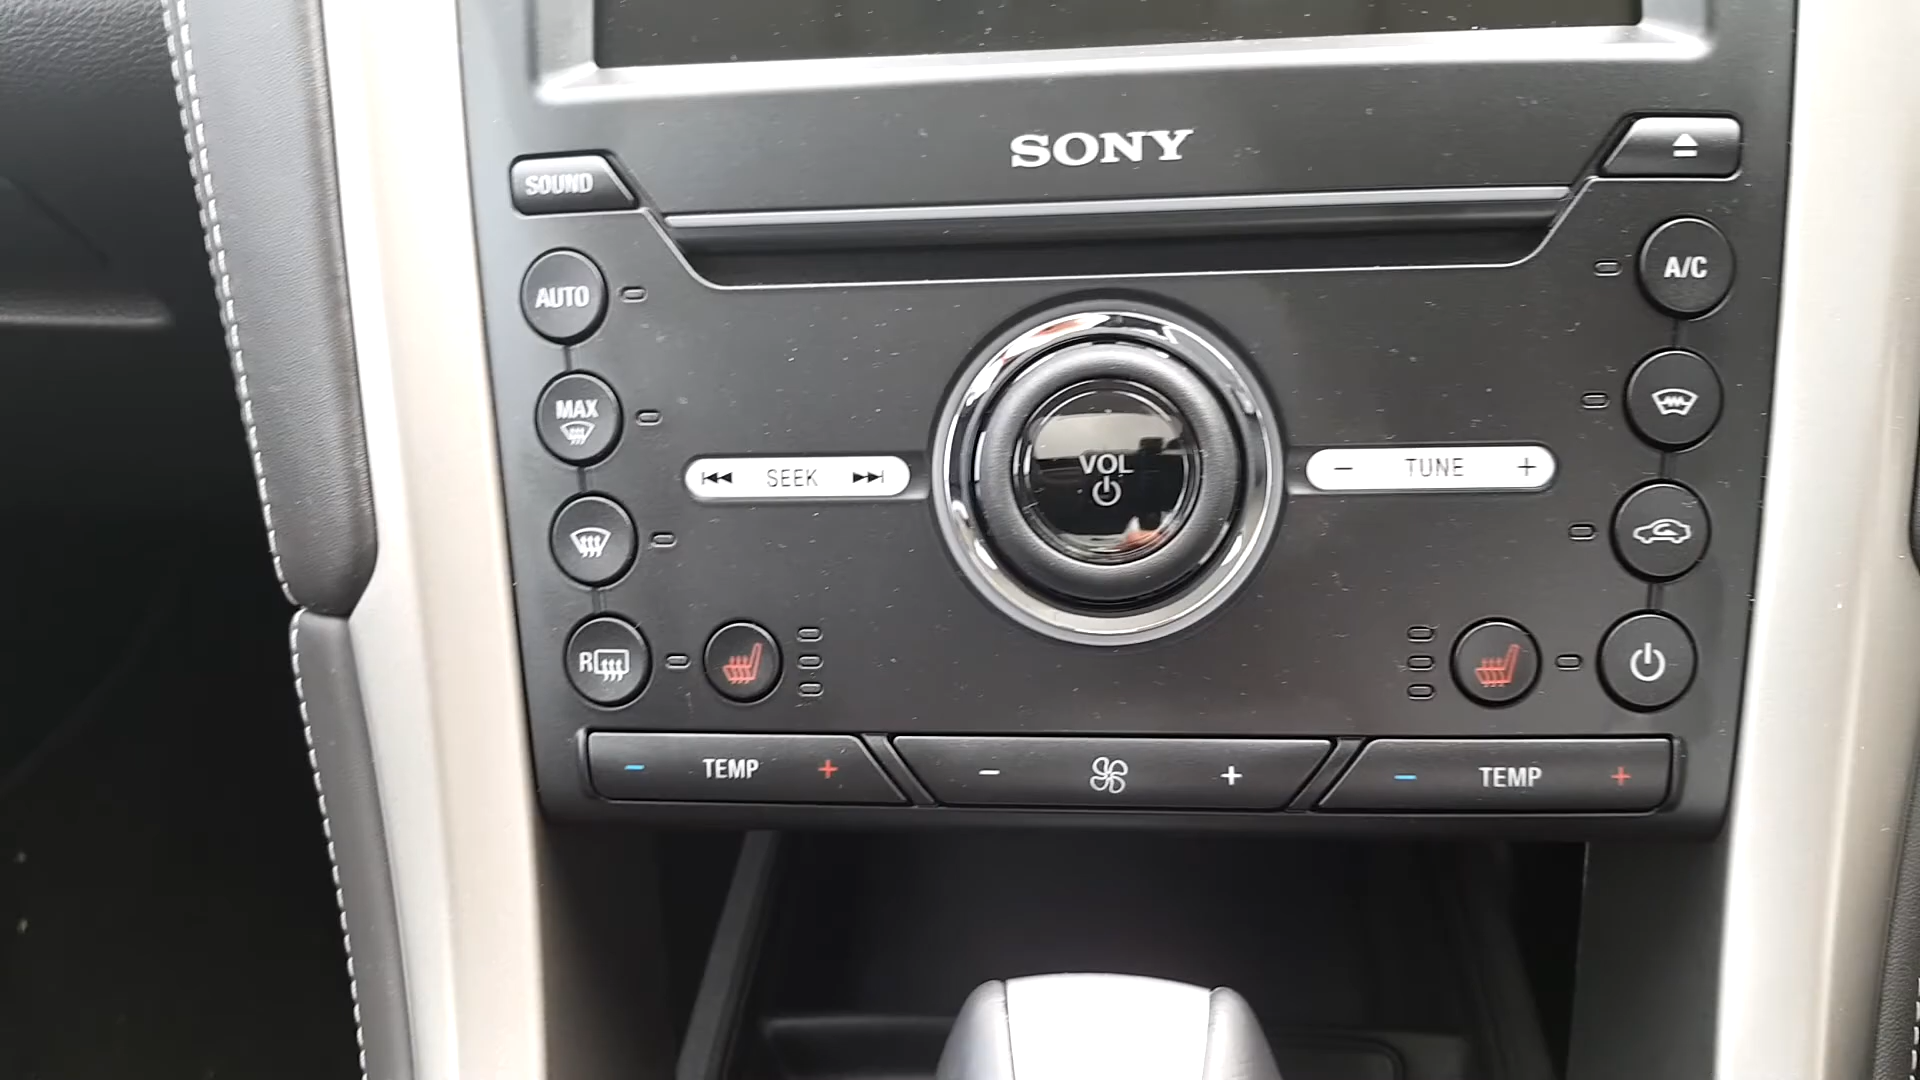 SONY
SOUND
AUTO
A/C
MAX
VOL
SEEK
− TUNE +
R
− TEMP +
− +
− TEMP +